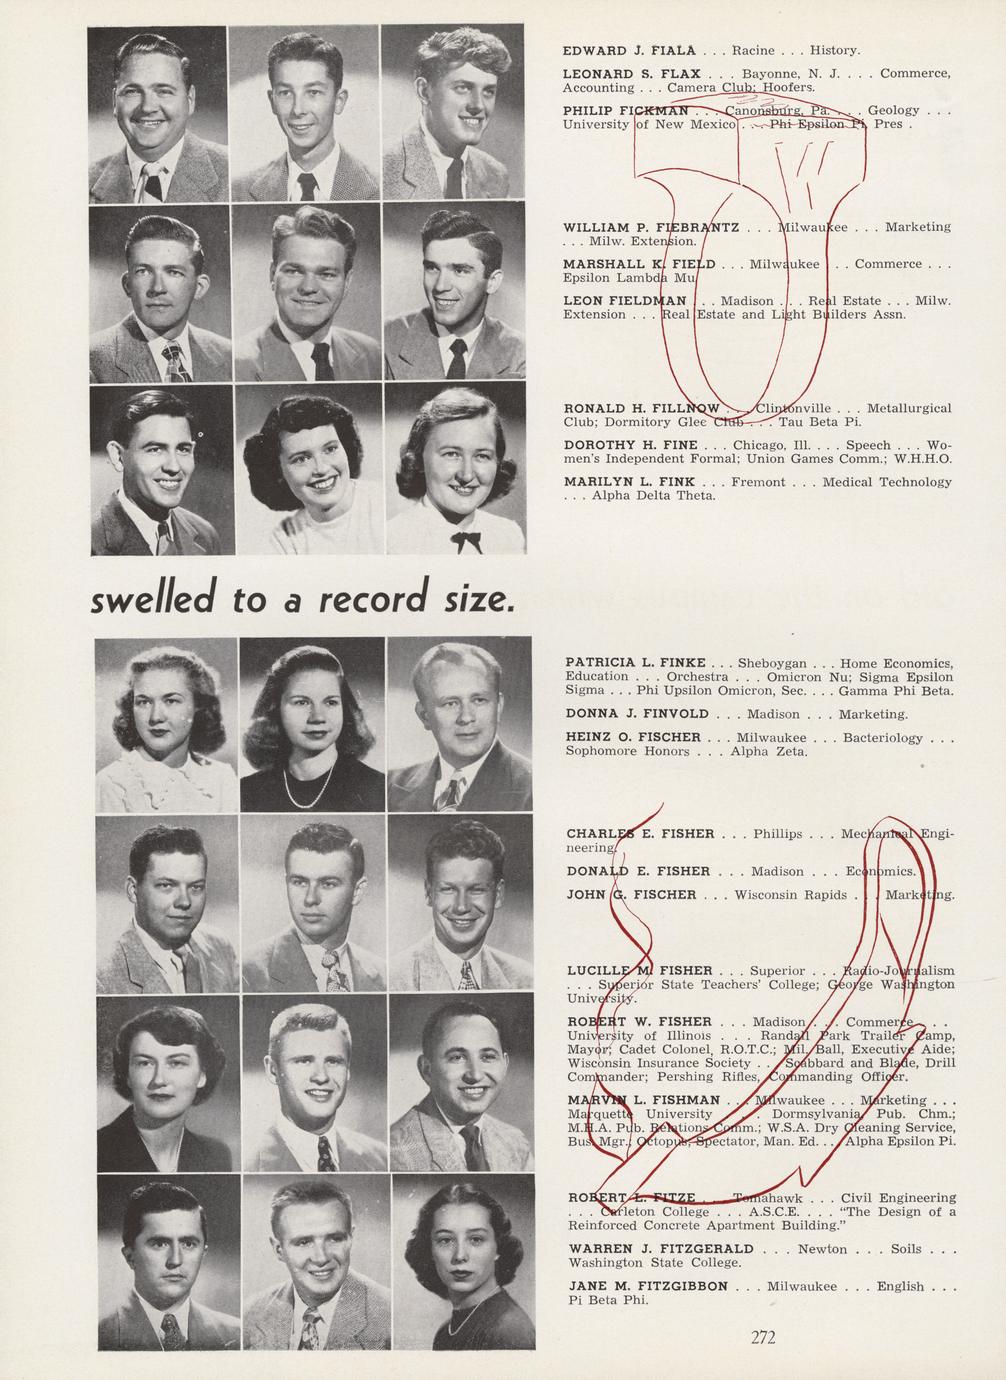 EDWARD J. FIALA . . . Racine . . . History.
LEONARD S. FLAX . . . Bayonne, N. J. . . . Commerce,
Accounting . . . Camera Club; Hoofers.
PHILIP FICKMAN . . . Canonsburg, Pa. . . . Geology . . .
University of New Mexico . . . Phi Epsilon Pi, Pres .
WILLIAM P. FIEBRANTZ . . . Milwaukee . . . Marketing
. . . Milw. Extension.
MARSHALL K. FIELD . . . Milwaukee . . . Commerce . . .
Epsilon Lambda Mu
LEON FIELDMAN . . . Madison . . . Real Estate . . . Milw.
Extension . . . Real Estate and Light Builders Assn.
RONALD H. FILLNOW . . . Clintonville . . . Metallurgical
Club; Dormitory Glee Club . . . Tau Beta Pi.
DOROTHY H. FINE . . . Chicago, Ill. . . . Speech . . . Wo-
men's Independent Formal; Union Games Comm.; W.H.H.O.
MARILYN L. FINK . . . Fremont . . . Medical Technology
. . . Alpha Delta Theta.
swelled to a record size.
PATRICIA L. FINKE . . . Sheboygan . . . Home Economics,
Education . . . Orchestra . . . Omicron Nu; Sigma Epsilon
Sigma . . . Phi Upsilon Omicron, Sec. . . . Gamma Phi Beta.
DONNA J. FINVOLD . . . Madison . . . Marketing.
HEINZ O. FISCHER . . . Milwaukee . . . Bacteriology . . .
Sophomore Honors . . . Alpha Zeta.
CHARLES E. FISHER . . . Phillips . . . Mechanical Engi-
neering.
DONALD E. FISHER . . . Madison . . . Economics.
JOHN G. FISCHER . . . Wisconsin Rapids . . . Marketing.
LUCILLE M. FISHER . . . Superior . . . Radio-Journalism
. . . Superior State Teachers' College; George Washington
University.
ROBERT W. FISHER . . . Madison . . . Commerce . . .
University of Illinois . . . Randall Park Trailer Camp,
Mayor; Cadet Colonel, R.O.T.C.; Mil. Ball, Executive Aide;
Wisconsin Insurance Society . . . Scabbard and Blade, Drill
Commander; Pershing Rifles, Commanding Officer.
MARVIN L. FISHMAN . . . Milwaukee . . . Marketing . . .
Marquette University . . . Dormsylvania, Pub. Chm.;
M.H.A. Pub. Relations Comm.; W.S.A. Dry Cleaning Service,
Bus. Mgr.; Octopus, Spectator, Man. Ed. . . . Alpha Epsilon Pi.
ROBERT L. FITZE . . . Tomahawk . . . Civil Engineering
. . . Carleton College . . . A.S.C.E. . . . "The Design of a
Reinforced Concrete Apartment Building."
WARREN J. FITZGERALD . . . Newton . . . Soils . . .
Washington State College.
JANE M. FITZGIBBON . . . Milwaukee . . . English . . .
Pi Beta Phi.
272